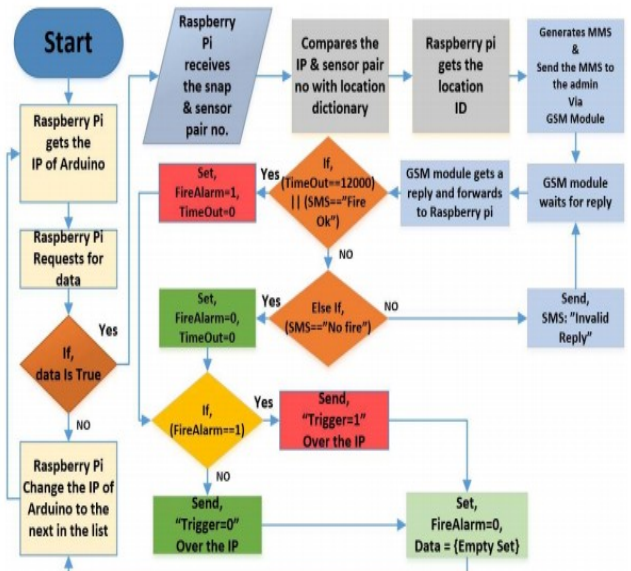 Start
Raspberry Pi
gets the
IP of Arduino
Raspberry Pi
Requests for
data
If,
data Is True
Yes
NO
Raspberry Pi
Change the IP of
Arduino to the
next in the list
Raspberry
Pi
receives
the snap
& sensor
pair no.
Compares the
IP & sensor pair
no with location
dictionary
Raspberry pi
gets the
location
ID
Generates MMS
&
Send the MMS to
the admin
Via
GSM Module
GSM module
waits for reply
GSM module gets a
reply and forwards
to Raspberry pi
If,
(TimeOut==12000)
|| (SMS=="Fire
Ok")
Yes
Set,
FireAlarm=1,
TimeOut=0
NO
Else If,
(SMS=="No fire")
Yes
Set,
FireAlarm=0,
TimeOut=0
NO
Send,
SMS: "Invalid
Reply"
If,
(FireAlarm==1)
Yes
Send,
"Trigger=1"
Over the IP
NO
Send,
"Trigger=0"
Over the IP
Set,
FireAlarm=0,
Data = {Empty Set}